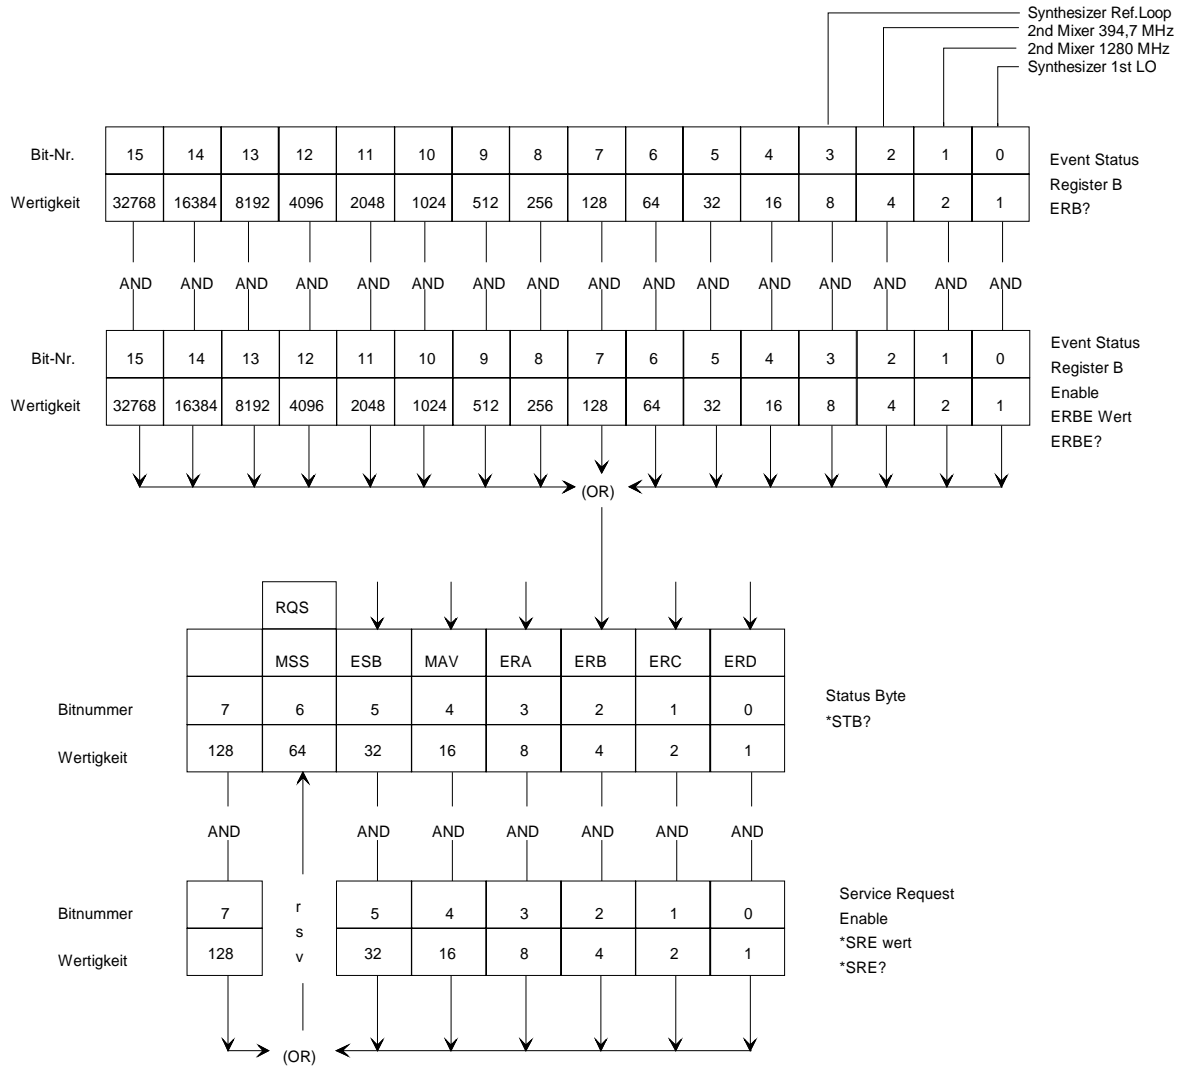 Synthesizer Ref.Loop
2nd Mixer 394,7 MHz
2nd Mixer 1280 MHz
Synthesizer 1st LO
Bit-Nr. 15 14 13 12 11 10 9 8 7 6 5 4 3 2 1 0
Wertigkeit 32768 16384 8192 4096 2048 1024 512 256 128 64 32 16 8 4 2 1
Event Status
Register B
ERB?
AND AND AND AND AND AND AND AND AND AND AND AND AND AND AND AND
Bit-Nr. 15 14 13 12 11 10 9 8 7 6 5 4 3 2 1 0
Wertigkeit 32768 16384 8192 4096 2048 1024 512 256 128 64 32 16 8 4 2 1
Event Status
Register B
Enable
ERBE Wert
ERBE?
(OR)
RQS
MSS ESB MAV ERA ERB ERC ERD
Bitnummer 7 6 5 4 3 2 1 0
Wertigkeit 128 64 32 16 8 4 2 1
Status Byte
*STB?
AND AND AND AND AND AND AND
Bitnummer 7 5 4 3 2 1 0
Wertigkeit 128 32 16 8 4 2 1
r
s
v
Service Request
Enable
*SRE wert
*SRE?
(OR)